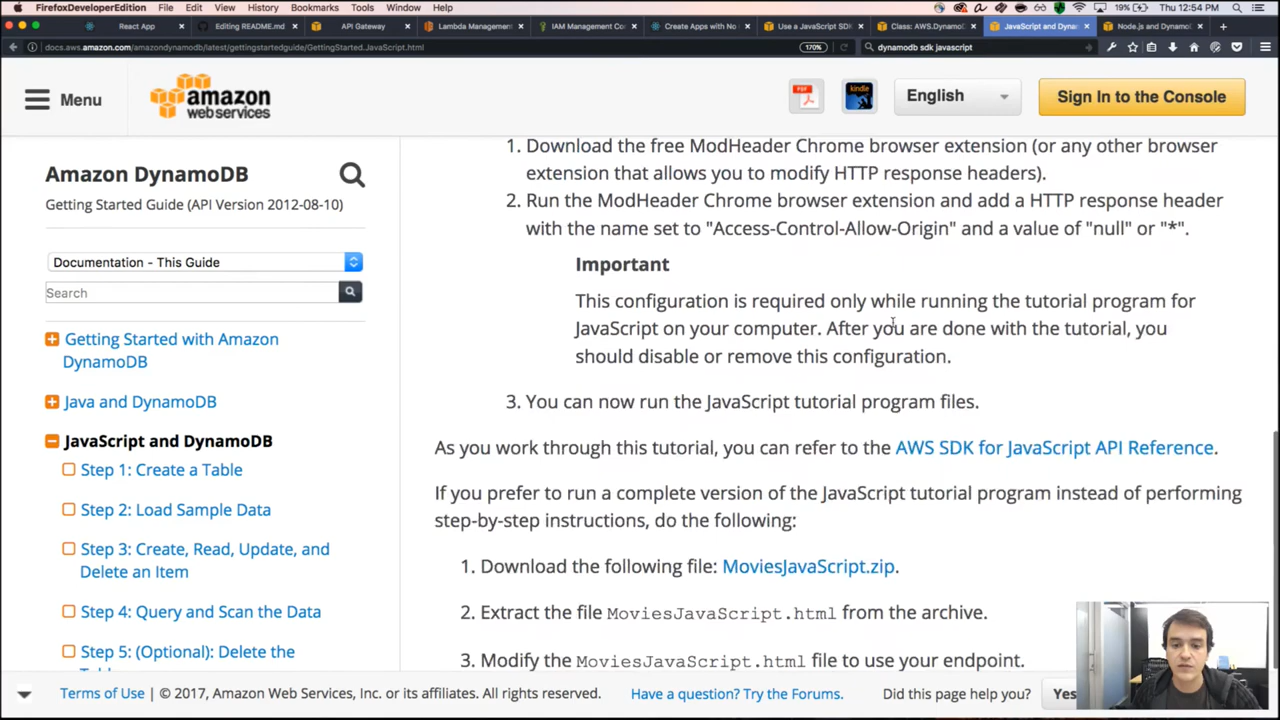 FirefoxDeveloperEdition File Edit View History Bookmarks Tools Window Help 19% Thu 12:54 PM
React App Editing README.md API Gateway Lambda Management IAM Management Co Create Apps with No Use a JavaScript SDK Class: AWS.DynamoD JavaScript and Dyna Node.js and DynamoD
docs.aws.amazon.com/amazondynamodb/latest/gettingstartedguide/GettingStarted.JavaScript.html 170% dynamodb sdk javascript
Menu amazon web services PDF kindle English Sign In to the Console
Amazon DynamoDB
Getting Started Guide (API Version 2012-08-10)
Documentation - This Guide
Search
Getting Started with Amazon
DynamoDB
Java and DynamoDB
JavaScript and DynamoDB
Step 1: Create a Table
Step 2: Load Sample Data
Step 3: Create, Read, Update, and
Delete an Item
Step 4: Query and Scan the Data
Step 5: (Optional): Delete the
1. Download the free ModHeader Chrome browser extension (or any other browser
extension that allows you to modify HTTP response headers).
2. Run the ModHeader Chrome browser extension and add a HTTP response header
with the name set to "Access-Control-Allow-Origin" and a value of "null" or "*".
Important
This configuration is required only while running the tutorial program for
JavaScript on your computer. After you are done with the tutorial, you
should disable or remove this configuration.
3. You can now run the JavaScript tutorial program files.
As you work through this tutorial, you can refer to the AWS SDK for JavaScript API Reference.
If you prefer to run a complete version of the JavaScript tutorial program instead of performing
step-by-step instructions, do the following:
1. Download the following file: MoviesJavaScript.zip.
2. Extract the file MoviesJavaScript.html from the archive.
3. Modify the MoviesJavaScript.html file to use your endpoint.
Terms of Use | © 2017, Amazon Web Services, Inc. or its affiliates. All rights reserved. Have a question? Try the Forums. Did this page help you? Yes